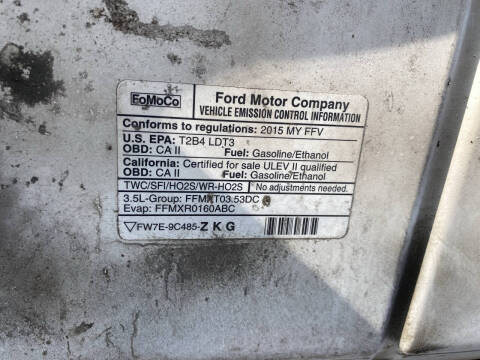 FoMoCo
Ford Motor Company
VEHICLE EMISSION CONTROL INFORMATION
Conforms to regulations: 2015 MY FFV
U.S. EPA: T2B4 LDT3
OBD: CA II Fuel: Gasoline/Ethanol
California: Certified for sale ULEV II qualified
OBD: CA II Fuel: Gasoline/Ethanol
TWC/SFI/HO2S/WR-HO2S No adjustments needed.
3.5L-Group: FFMXT03.53DC
Evap: FFMXR0160ABC
FW7E-9C485-ZKG